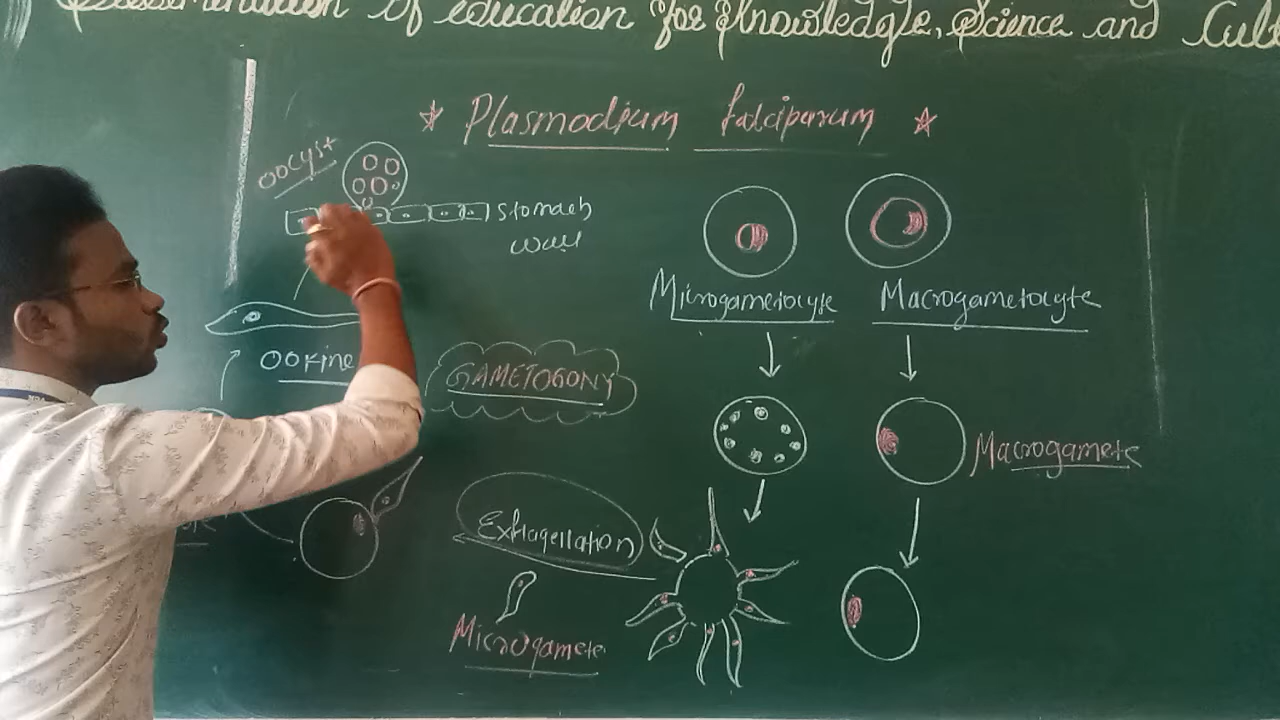 Dissemination of education for Knowledge, Science and Cult
☆ Plasmodium falciparum ☆
oocyst
stomach
wall
Microgametocyte
Macrogametocyte
ookine
GAMETOGONY
Macrogamete
Exflagellation
Microgamete